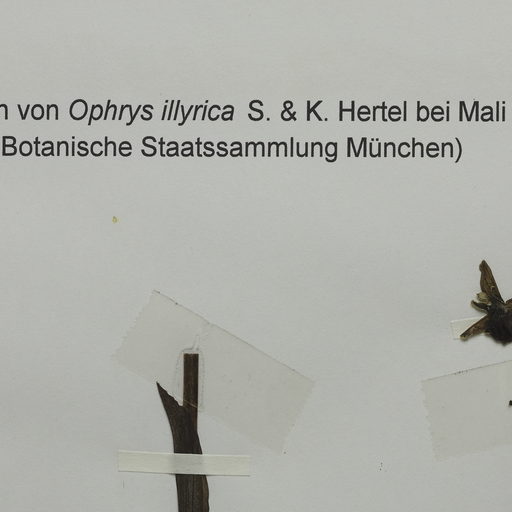 n von Ophrys illyrica S. & K. Hertel bei Mali
Botanische Staatssammlung München)